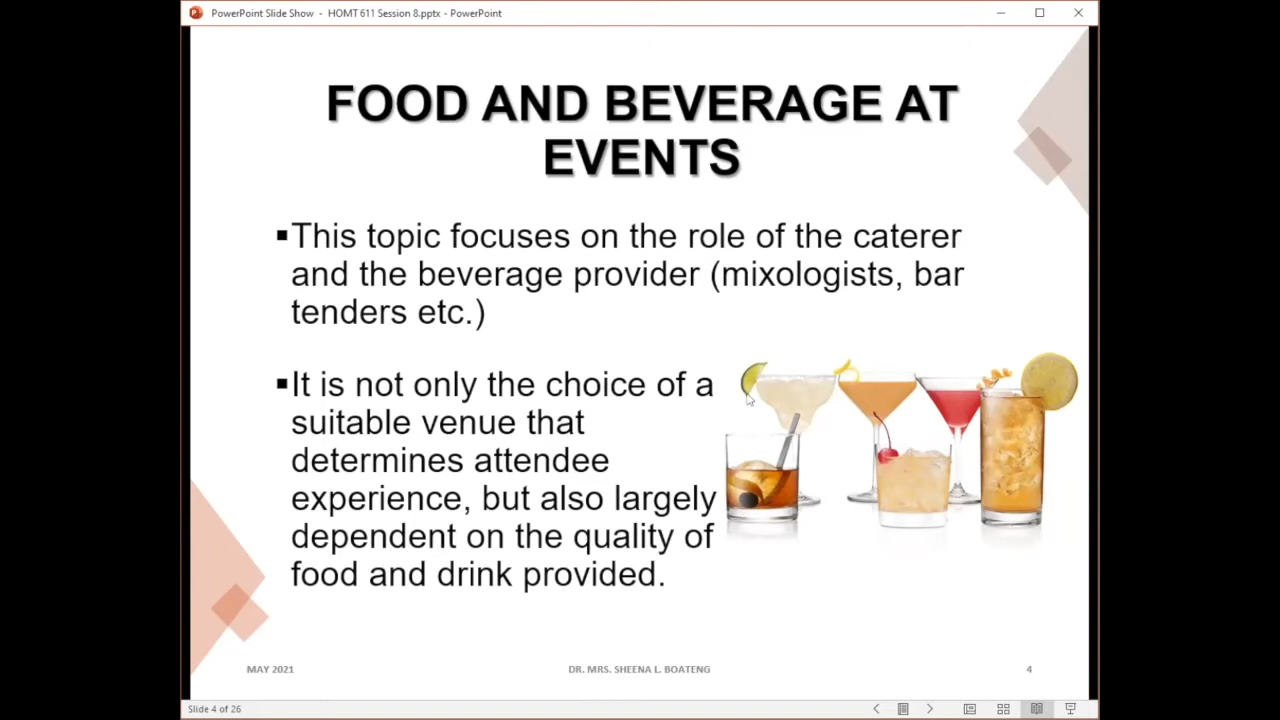 PowerPoint Slide Show - HOMT 611 Session 8.pptx - PowerPoint
FOOD AND BEVERAGE AT
EVENTS
▪This topic focuses on the role of the caterer
and the beverage provider (mixologists, bar
tenders etc.)
▪It is not only the choice of a
suitable venue that
determines attendee
experience, but also largely
dependent on the quality of
food and drink provided.
MAY 2021
DR. MRS. SHEENA L. BOATENG
4
Slide 4 of 26